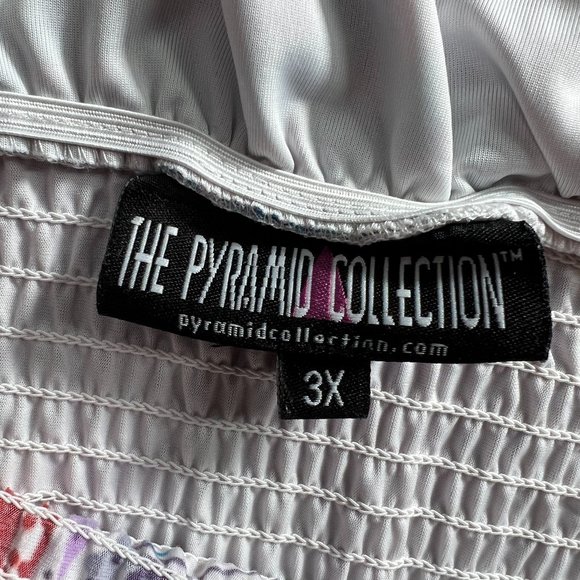 THE PYRAMID COLLECTION™
pyramidcollection.com
3X